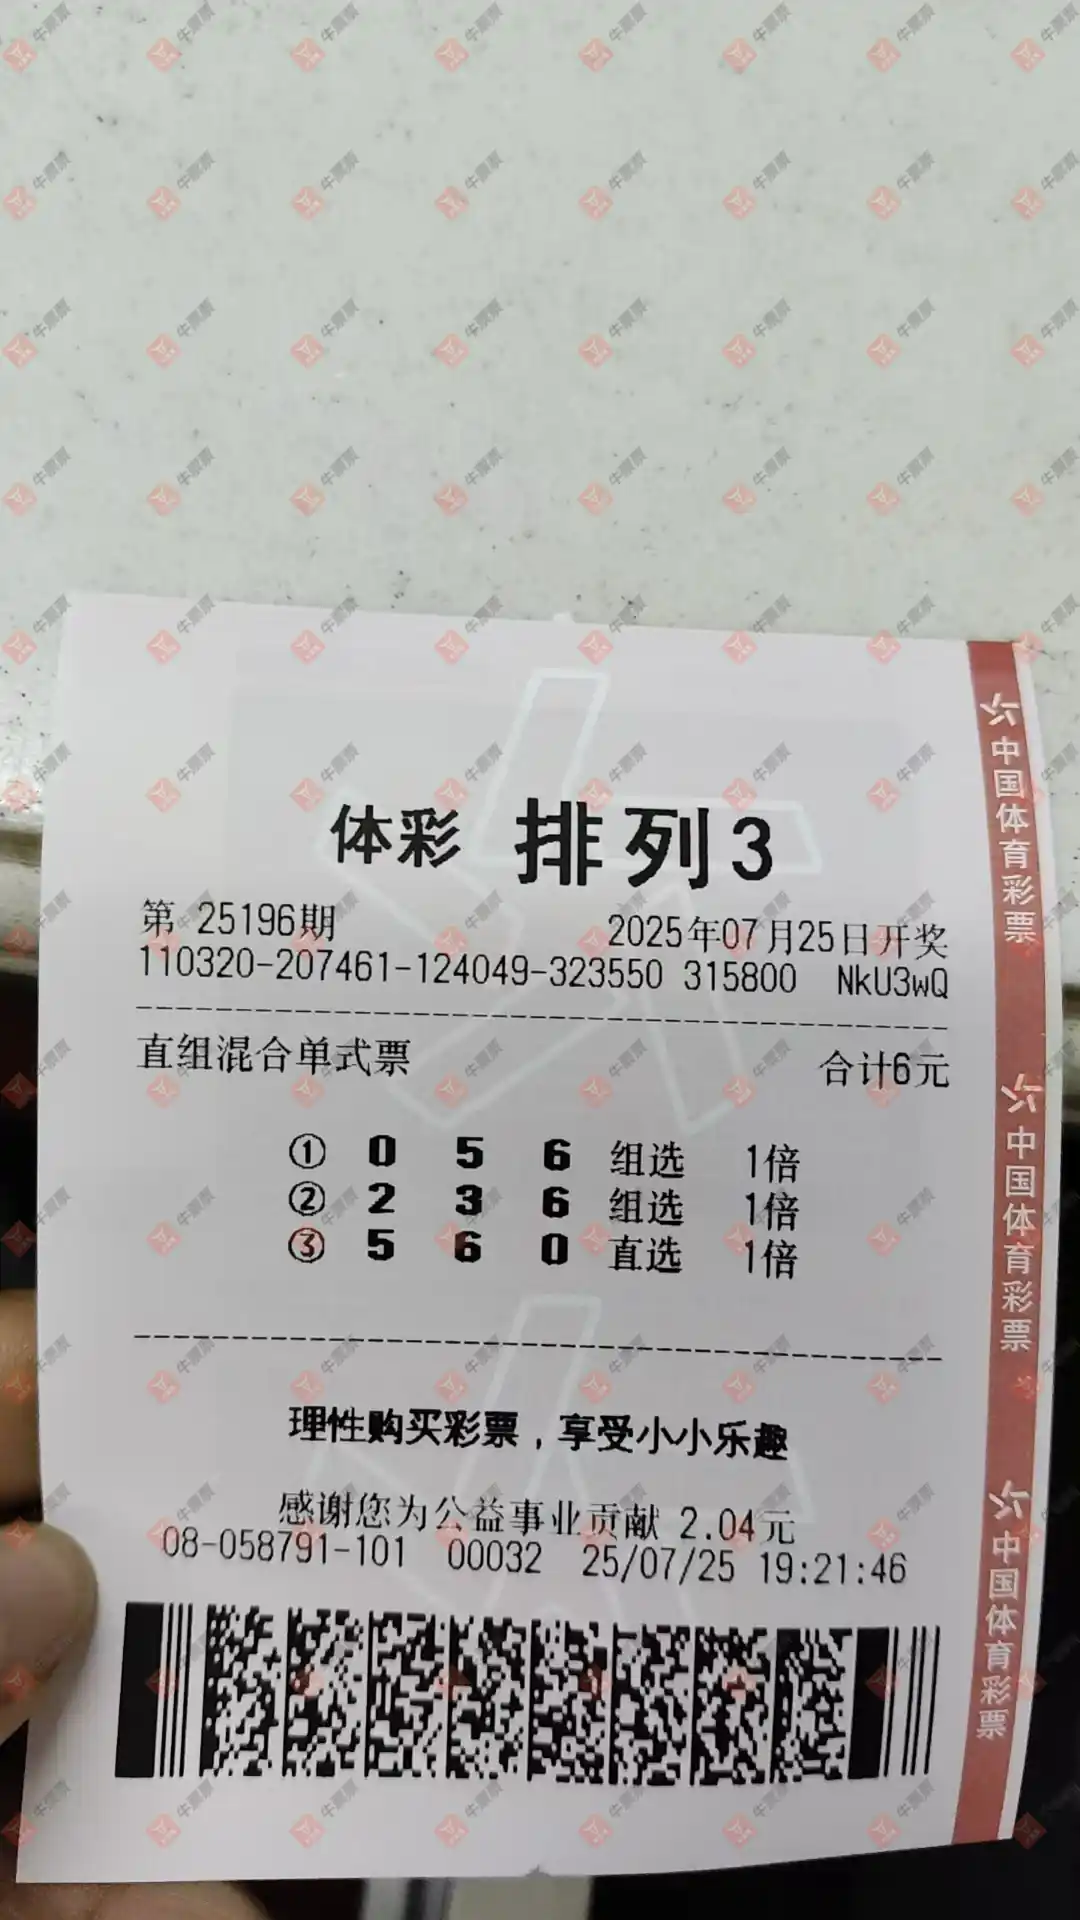 体彩 排列3
第 25196期 2025年07月25日开奖
110320-207461-124049-323550 315800 NkU3wQ
直组混合单式票 合计6元
① 0 5 6 组选 1倍
② 2 3 6 组选 1倍
③ 5 6 0 直选 1倍
理性购买彩票，享受小小乐趣
感谢您为公益事业贡献 2.04元
08-058791-101 00032 25/07/25 19:21:46
中国体育彩票
中国体育彩票
中国体育彩票
牛票票